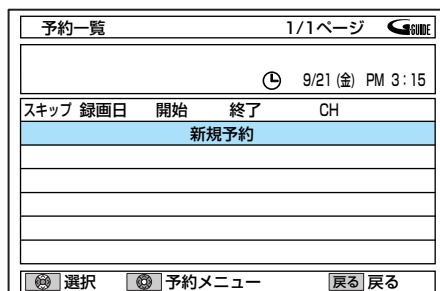 予約一覧 1/1ページ G GUIDE
9/21(金) PM 3:15
スキップ 録画日 開始 終了 CH
新規予約
選択 予約メニュー 戻る 戻る